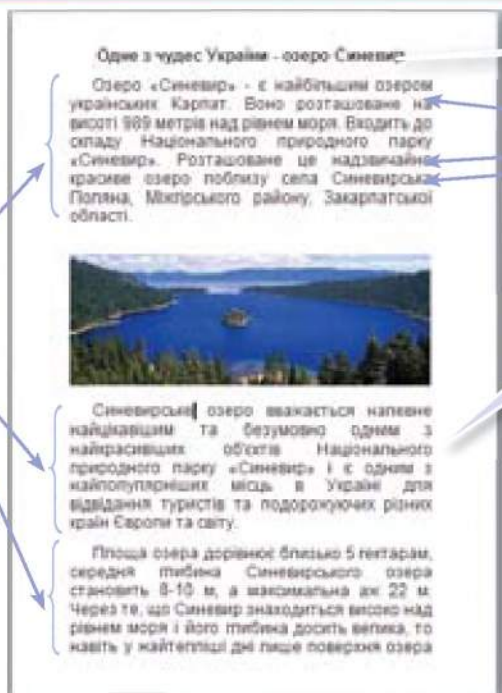 Одне з чудес України - озеро Синевир
Озеро «Синевир» - є найбільшим озером
українських Карпат. Воно розташоване на
висоті 989 метрів над рівнем моря. Входить до
складу Національного природного парку
«Синевир». Розташоване це надзвичайно
красиве озеро поблизу села Синевирська
Поляна, Міжгірського району, Закарпатської
області.
Синевирське озеро вважається напевне
найцікавішим та безумовно одним з
найкрасивіших об'єктів Національного
природного парку «Синевир» і є одним з
найпопулярніших місць в Україні для
відвідання туристів та подорожуючих різних
країн Європи та світу.
Площа озера дорівнює близько 5 гектарам,
середня глибина Синевирського озера
становить 8-10 м, а максимальна аж 22 м.
Через те, що Синевир знаходиться високо над
рівнем моря і його глибина досить велика, то
навіть у найтепліші дні лише поверхня озера